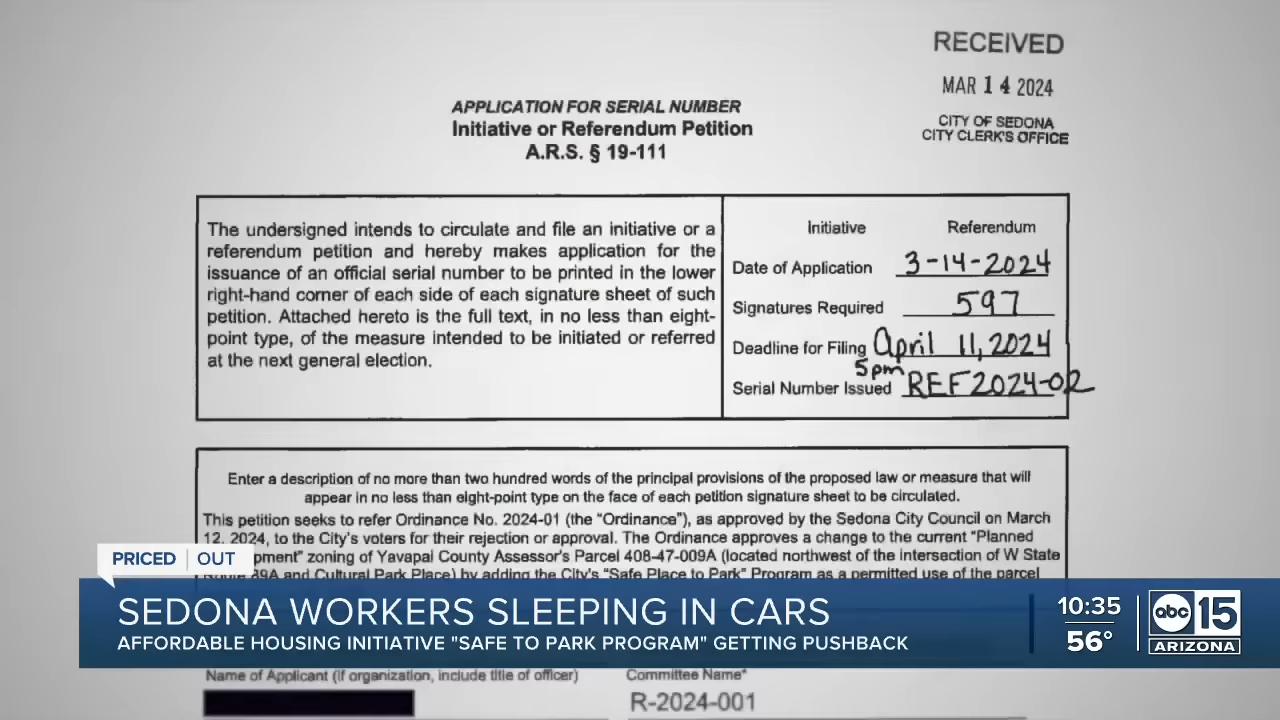 RECEIVED
MAR 14 2024
CITY OF SEDONA
CITY CLERK'S OFFICE
APPLICATION FOR SERIAL NUMBER
Initiative or Referendum Petition
A.R.S. § 19-111
The undersigned intends to circulate and file an initiative or a
referendum petition and hereby makes application for the
issuance of an official serial number to be printed in the lower
right-hand corner of each side of each signature sheet of such
petition. Attached hereto is the full text, in no less than eight-
point type, of the measure intended to be initiated or referred
at the next general election.
Initiative Referendum
Date of Application 3-14-2024
Signatures Required 597
Deadline for Filing April 11, 2024
5pm
Serial Number Issued REF2024-02
Enter a description of no more than two hundred words of the principal provisions of the proposed law or measure that will
appear in no less than eight-point type on the face of each petition signature sheet to be circulated.
This petition seeks to refer Ordinance No. 2024-01 (the "Ordinance"), as approved by the Sedona City Council on March
12, 2024, to the City's voters for their rejection or approval. The Ordinance approves a change to the current "Planned
pment" zoning of Yavapai County Assessor's Parcel 408-47-009A (located northwest of the intersection of W State
89A and Cultural Park Place) by adding the City's "Safe Place to Park" Program as a permitted use of the parcel
PRICED OUT
SEDONA WORKERS SLEEPING IN CARS
AFFORDABLE HOUSING INITIATIVE "SAFE TO PARK PROGRAM" GETTING PUSHBACK
10:35
56°
abc 15
ARIZONA
Name of Applicant (if organization, include title of officer)
Committee Name*
R-2024-001